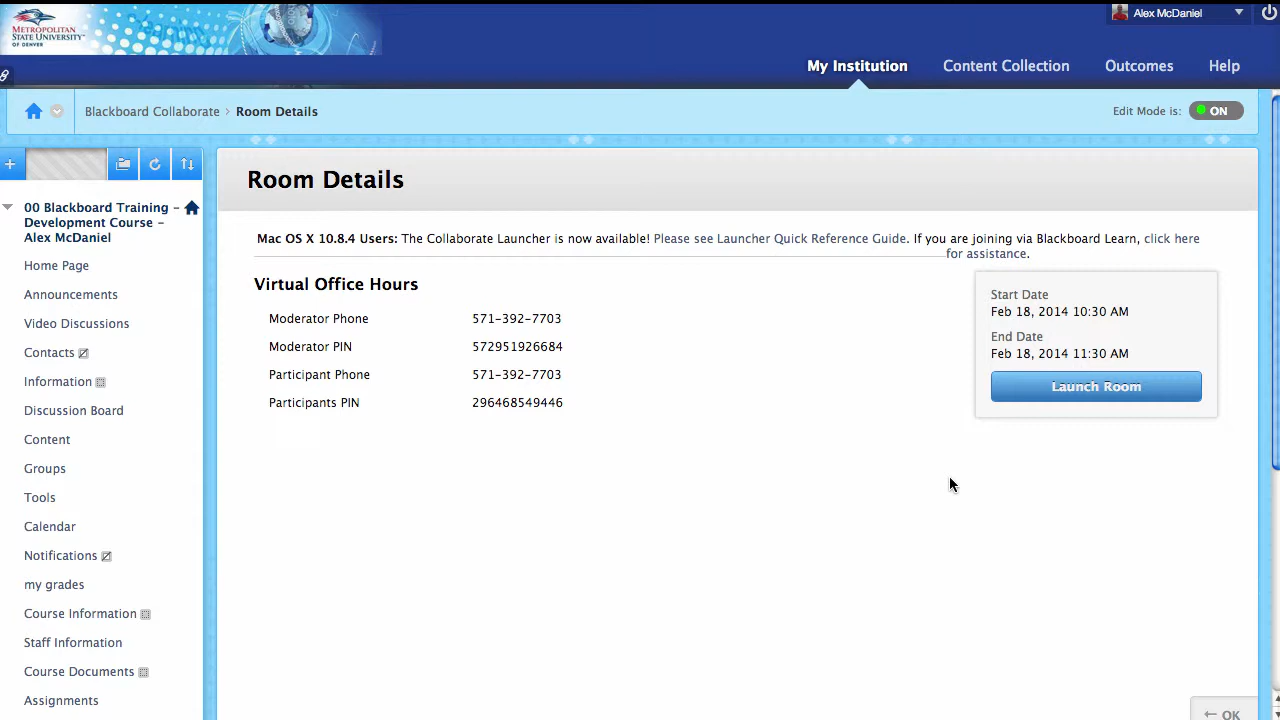 METROPOLITAN
STATE UNIVERSITY™
OF DENVER
Alex McDaniel
My Institution
Content Collection
Outcomes
Help
Blackboard Collaborate > Room Details
Edit Mode is: ON
00 Blackboard Training –
Development Course –
Alex McDaniel
Home Page
Announcements
Video Discussions
Contacts
Information
Discussion Board
Content
Groups
Tools
Calendar
Notifications
my grades
Course Information
Staff Information
Course Documents
Assignments
Room Details
Mac OS X 10.8.4 Users: The Collaborate Launcher is now available! Please see Launcher Quick Reference Guide. If you are joining via Blackboard Learn, click here
for assistance.
Virtual Office Hours
Moderator Phone 571-392-7703
Moderator PIN 572951926684
Participant Phone 571-392-7703
Participants PIN 296468549446
Start Date
Feb 18, 2014 10:30 AM
End Date
Feb 18, 2014 11:30 AM
Launch Room
← OK